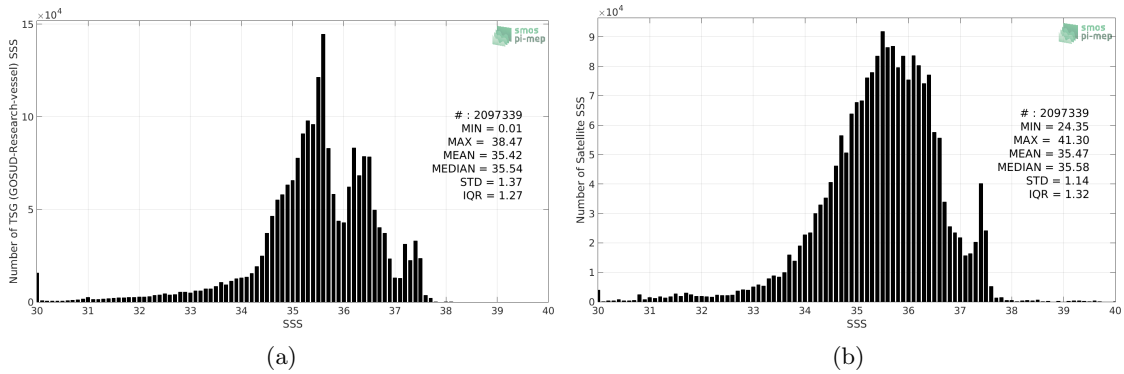 ×10⁴
15
10
5
0
Number of TSG (GOSUD-Research-vessel) SSS
smos
pi-mep
# : 2097339
MIN = 0.01
MAX = 38.47
MEAN = 35.42
MEDIAN = 35.54
STD = 1.37
IQR = 1.27
30 31 32 33 34 35 36 37 38 39 40
SSS
(a)
×10⁴
9
8
7
6
5
4
3
2
1
0
Number of Satellite SSS
smos
pi-mep
# : 2097339
MIN = 24.35
MAX = 41.30
MEAN = 35.47
MEDIAN = 35.58
STD = 1.14
IQR = 1.32
30 31 32 33 34 35 36 37 38 39 40
SSS
(b)